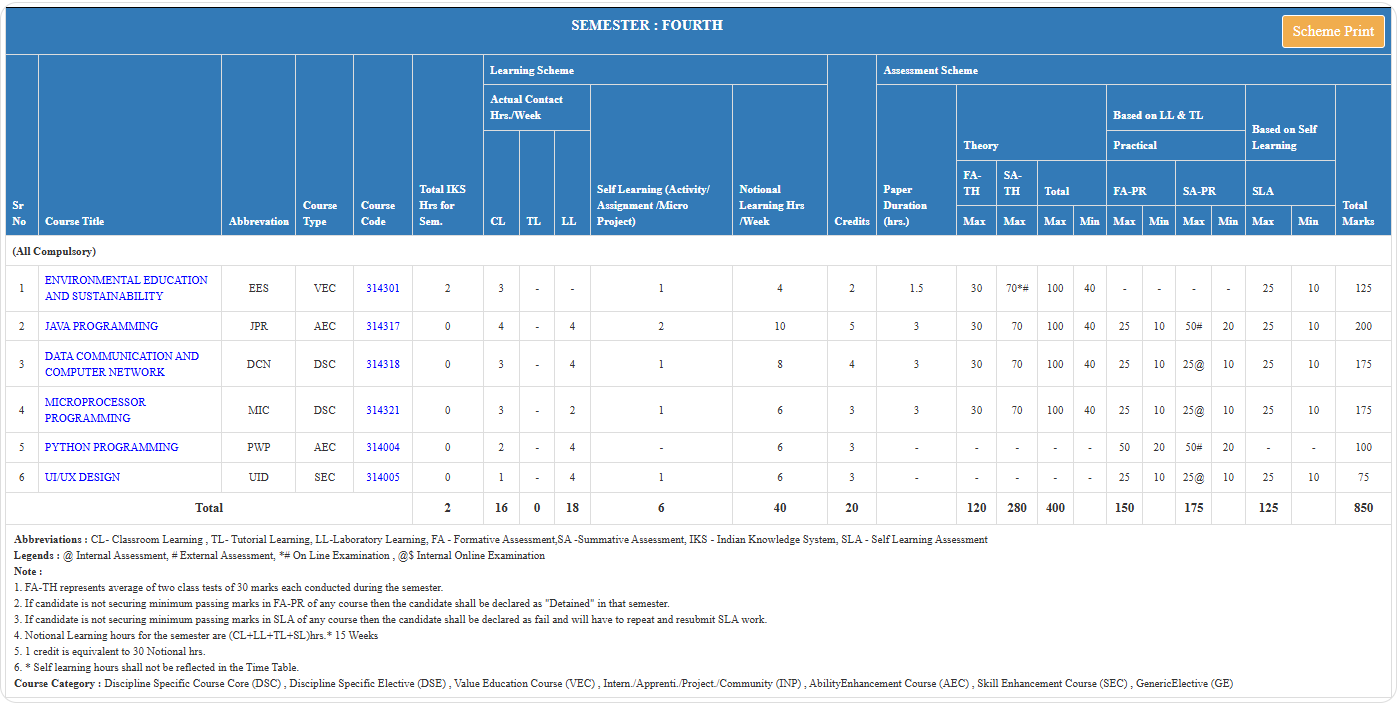 SEMESTER : FOURTH
Scheme Print
Learning Scheme
Assessment Scheme
Actual Contact
Hrs./Week
Based on LL & TL
Based on Self
Learning
Theory
Practical
Sr
No
Course Title
Abbrevation
Course
Type
Course
Code
Total IKS
Hrs for
Sem.
CL TL LL
Self Learning (Activity/
Assignment /Micro
Project)
Notional
Learning Hrs
/Week
Credits
Paper
Duration
(hrs.)
FA-
TH
SA-
TH
Total
FA-PR SA-PR SLA
Max Max Max Min Max Min Max Min Max Min
Total
Marks
(All Compulsory)
1 ENVIRONMENTAL EDUCATION
AND SUSTAINABILITY EES VEC 314301 2 3 - - 1 4 2 1.5 30 70*# 100 40 - - - - 25 10 125
2 JAVA PROGRAMMING JPR AEC 314317 0 4 - 4 2 10 5 3 30 70 100 40 25 10 50# 20 25 10 200
3 DATA COMMUNICATION AND
COMPUTER NETWORK DCN DSC 314318 0 3 - 4 1 8 4 3 30 70 100 40 25 10 25@ 10 25 10 175
4 MICROPROCESSOR
PROGRAMMING MIC DSC 314321 0 3 - 2 1 6 3 3 30 70 100 40 25 10 25@ 10 25 10 175
5 PYTHON PROGRAMMING PWP AEC 314004 0 2 - 4 - 6 3 - - - - - 50 20 50# 20 - - 100
6 UI/UX DESIGN UID SEC 314005 0 1 - 4 1 6 3 - - - - - 25 10 25@ 10 25 10 75
Total 2 16 0 18 6 40 20 120 280 400 150 175 125 850
Abbreviations : CL- Classroom Learning , TL- Tutorial Learning, LL-Laboratory Learning, FA - Formative Assessment,SA -Summative Assessment, IKS - Indian Knowledge System, SLA - Self Learning Assessment
Legends : @ Internal Assessment, # External Assessment, *# On Line Examination , @$ Internal Online Examination
Note :
1. FA-TH represents average of two class tests of 30 marks each conducted during the semester.
2. If candidate is not securing minimum passing marks in FA-PR of any course then the candidate shall be declared as "Detained" in that semester.
3. If candidate is not securing minimum passing marks in SLA of any course then the candidate shall be declared as fail and will have to repeat and resubmit SLA work.
4. Notional Learning hours for the semester are (CL+LL+TL+SL)hrs.* 15 Weeks
5. 1 credit is equivalent to 30 Notional hrs.
6. * Self learning hours shall not be reflected in the Time Table.
Course Category : Discipline Specific Course Core (DSC) , Discipline Specific Elective (DSE) , Value Education Course (VEC) , Intern./Apprenti./Project./Community (INP) , AbilityEnhancement Course (AEC) , Skill Enhancement Course (SEC) , GenericElective (GE)